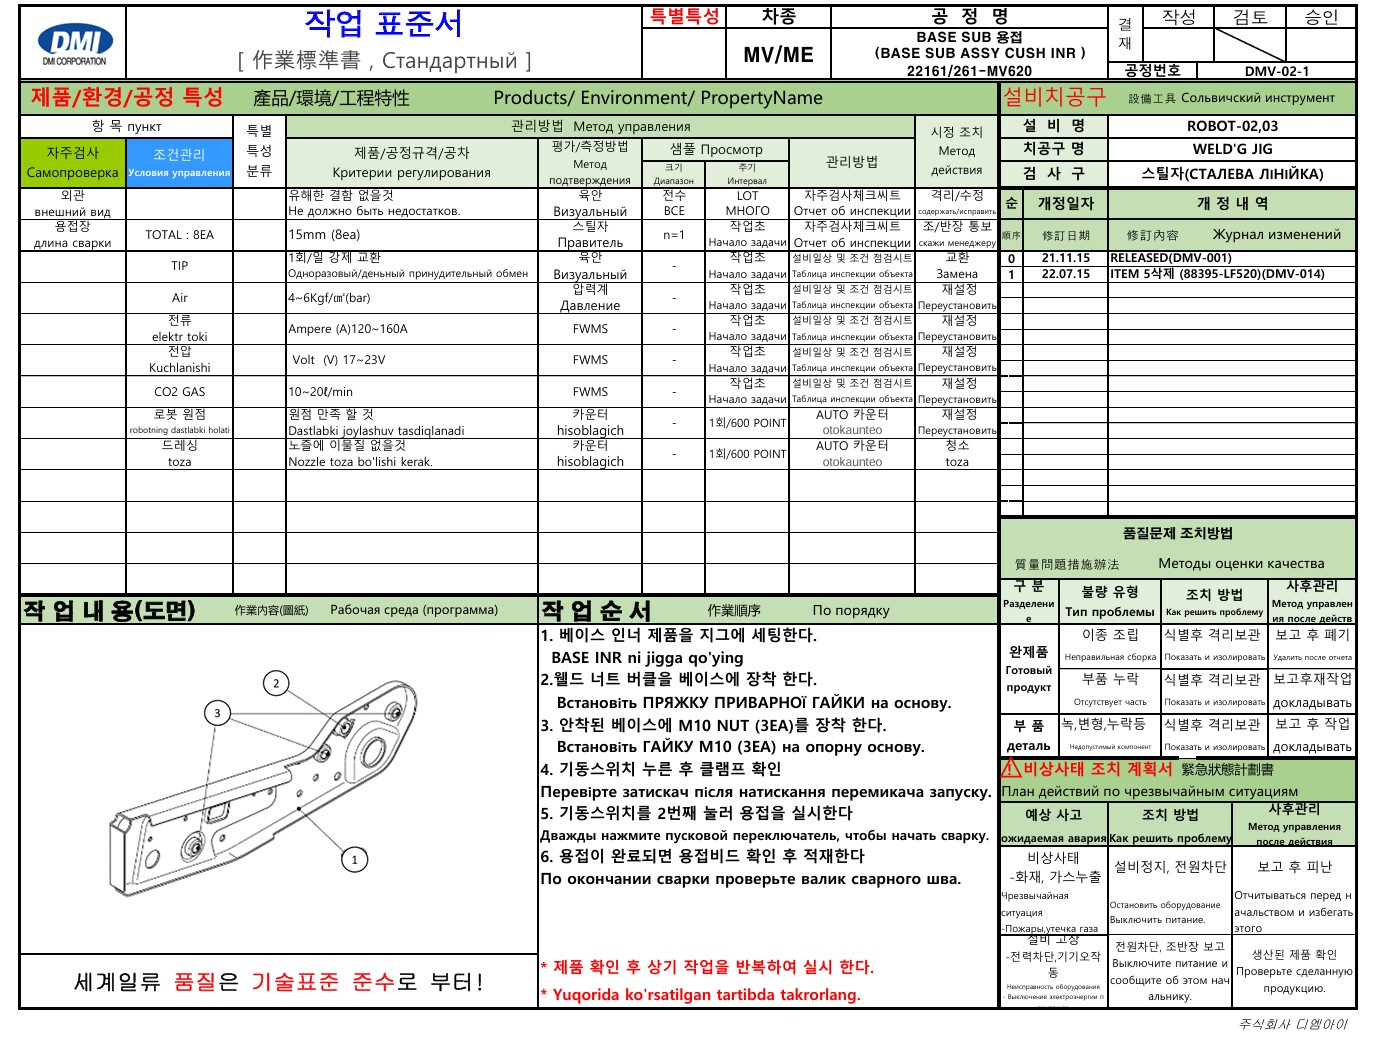 DMI
DMI CORPORATION
작업 표준서
[ 作業標準書 , Стандартный ]
특별특성
차종
MV/ME
공 정 명
BASE SUB 용접
(BASE SUB ASSY CUSH INR )
22161/261-MV620
결재
작성
검토
승인
공정번호
DMV-02-1
제품/환경/공정 특성 產品/環境/工程特性 Products/ Environment/ PropertyName
항 목 пункт
특별
특성
분류
관리방법 Метод управления
시정 조치
Метод
действия
자주검사
Самопроверка
조건관리
Условия управления
제품/공정규격/공차
Критерии регулирования
평가/측정방법
Метод
подтверждения
샘풀 Просмотр
크기
Диапазон
주기
Интервал
관리방법
외관
внешний вид
유해한 결함 없을것
Не должно быть недостатков.
육안
Визуальный
전수
ВСЕ
LOT
МНОГО
자주검사체크씨트
Отчет об инспекции
격리/수정
содержать/исправить
용접장
длина сварки
TOTAL : 8EA
15mm (8ea)
스틸자
Правитель
n=1
작업초
Начало задачи
자주검사체크씨트
Отчет об инспекции
조/반장 통보
скажи менеджеру
TIP
1회/일 강제 교환
Одноразовый/деньный принудительный обмен
육안
Визуальный
-
작업초
Начало задачи
설비일상 및 조건 점검시트
Таблица инспекции объекта
교환
Замена
Air
4~6Kgf/㎠(bar)
압력계
Давление
-
작업초
Начало задачи
설비일상 및 조건 점검시트
Таблица инспекции объекта
재설정
Переустановить
전류
elektr toki
Ampere (A)120~160A
FWMS
-
작업초
Начало задачи
설비일상 및 조건 점검시트
Таблица инспекции объекта
재설정
Переустановить
전압
Kuchlanishi
Volt (V) 17~23V
FWMS
-
작업초
Начало задачи
설비일상 및 조건 점검시트
Таблица инспекции объекта
재설정
Переустановить
CO2 GAS
10~20ℓ/min
FWMS
-
작업초
Начало задачи
설비일상 및 조건 점검시트
Таблица инспекции объекта
재설정
Переустановить
로봇 원점
robotning dastlabki holati
원점 만족 할 것
Dastlabki joylashuv tasdiqlanadi
카운터
hisoblagich
-
1회/600 POINT
AUTO 카운터
otokaunteo
재설정
Переустановить
드레싱
toza
노즐에 이물질 없을것
Nozzle toza bo'lishi kerak.
카운터
hisoblagich
-
1회/600 POINT
AUTO 카운터
otokaunteo
청소
toza
설비치공구 設備工具 Сольвичский инструмент
설 비 명
ROBOT-02,03
치공구 명
WELD'G JIG
검 사 구
스틸자(СТАЛЕВА ЛІНІЙКА)
순
개정일자
개 정 내 역
順序
修訂日期
修訂內容 Журнал изменений
0 21.11.15 RELEASED(DMV-001)
1 22.07.15 ITEM 5삭제 (88395-LF520)(DMV-014)
품질문제 조치방법
質量問題措施辦法 Методы оценки качества
구 분
Разделени
е
불량 유형
Тип проблемы
조치 방법
Как решить проблему
사후관리
Метод управлен
ия после действ
완제품
Готовый
продукт
이종 조립
Неправильная сборка
식별후 격리보관
Показать и изолировать
보고 후 폐기
Удалить после отчета
부품 누락
Отсутствует часть
식별후 격리보관
Показать и изолировать
보고후재작업
докладывать
부 품
деталь
녹,변형,누락등
Недопустимый компонент
식별후 격리보관
Показать и изолировать
보고 후 작업
докладывать
비상사태 조치 계획서 緊急狀態計劃書
План действий по чрезвычайным ситуациям
예상 사고
ожидаемая авария
조치 방법
Как решить проблему
사후관리
Метод управления
после действия
비상사태
-화재, 가스누출
Чрезвычайная
ситуация
-Пожары,утечка газа
설비정지, 전원차단
Остановить оборудование
Выключить питание.
보고 후 피난
Отчитываться перед н
ачальством и избегать
этого
설비 고장
-전력차단,기기오작
동
Неисправность оборудования
- Выключение электроэнергии п
전원차단, 조반장 보고
Выключите питание и
сообщите об этом нач
альнику.
생산된 제품 확인
Проверьте сделанную
продукцию.
작 업 내 용(도면) 作業內容(圖紙) Рабочая среда (программа)
2
3
1
세계일류 품질은 기술표준 준수로 부터!
작 업 순 서 作業順序 По порядку
1. 베이스 인너 제품을 지그에 세팅한다.
BASE INR ni jigga qo'ying
2.웰드 너트 버클을 베이스에 장착 한다.
Встановіть ПРЯЖКУ ПРИВАРНОї ГАЙКИ на основу.
3. 안착된 베이스에 M10 NUT (3EA)를 장착 한다.
Встановіть ГАЙКУ M10 (3EA) на опорну основу.
4. 기동스위치 누른 후 클램프 확인
Перевірте затискач після натискання перемикача запуску.
5. 기동스위치를 2번째 눌러 용접을 실시한다
Дважды нажмите пусковой переключатель, чтобы начать сварку.
6. 용접이 완료되면 용접비드 확인 후 적재한다
По окончании сварки проверьте валик сварного шва.
* 제품 확인 후 상기 작업을 반복하여 실시 한다.
* Yuqorida ko'rsatilgan tartibda takrorlang.
주식회사 디엠아이